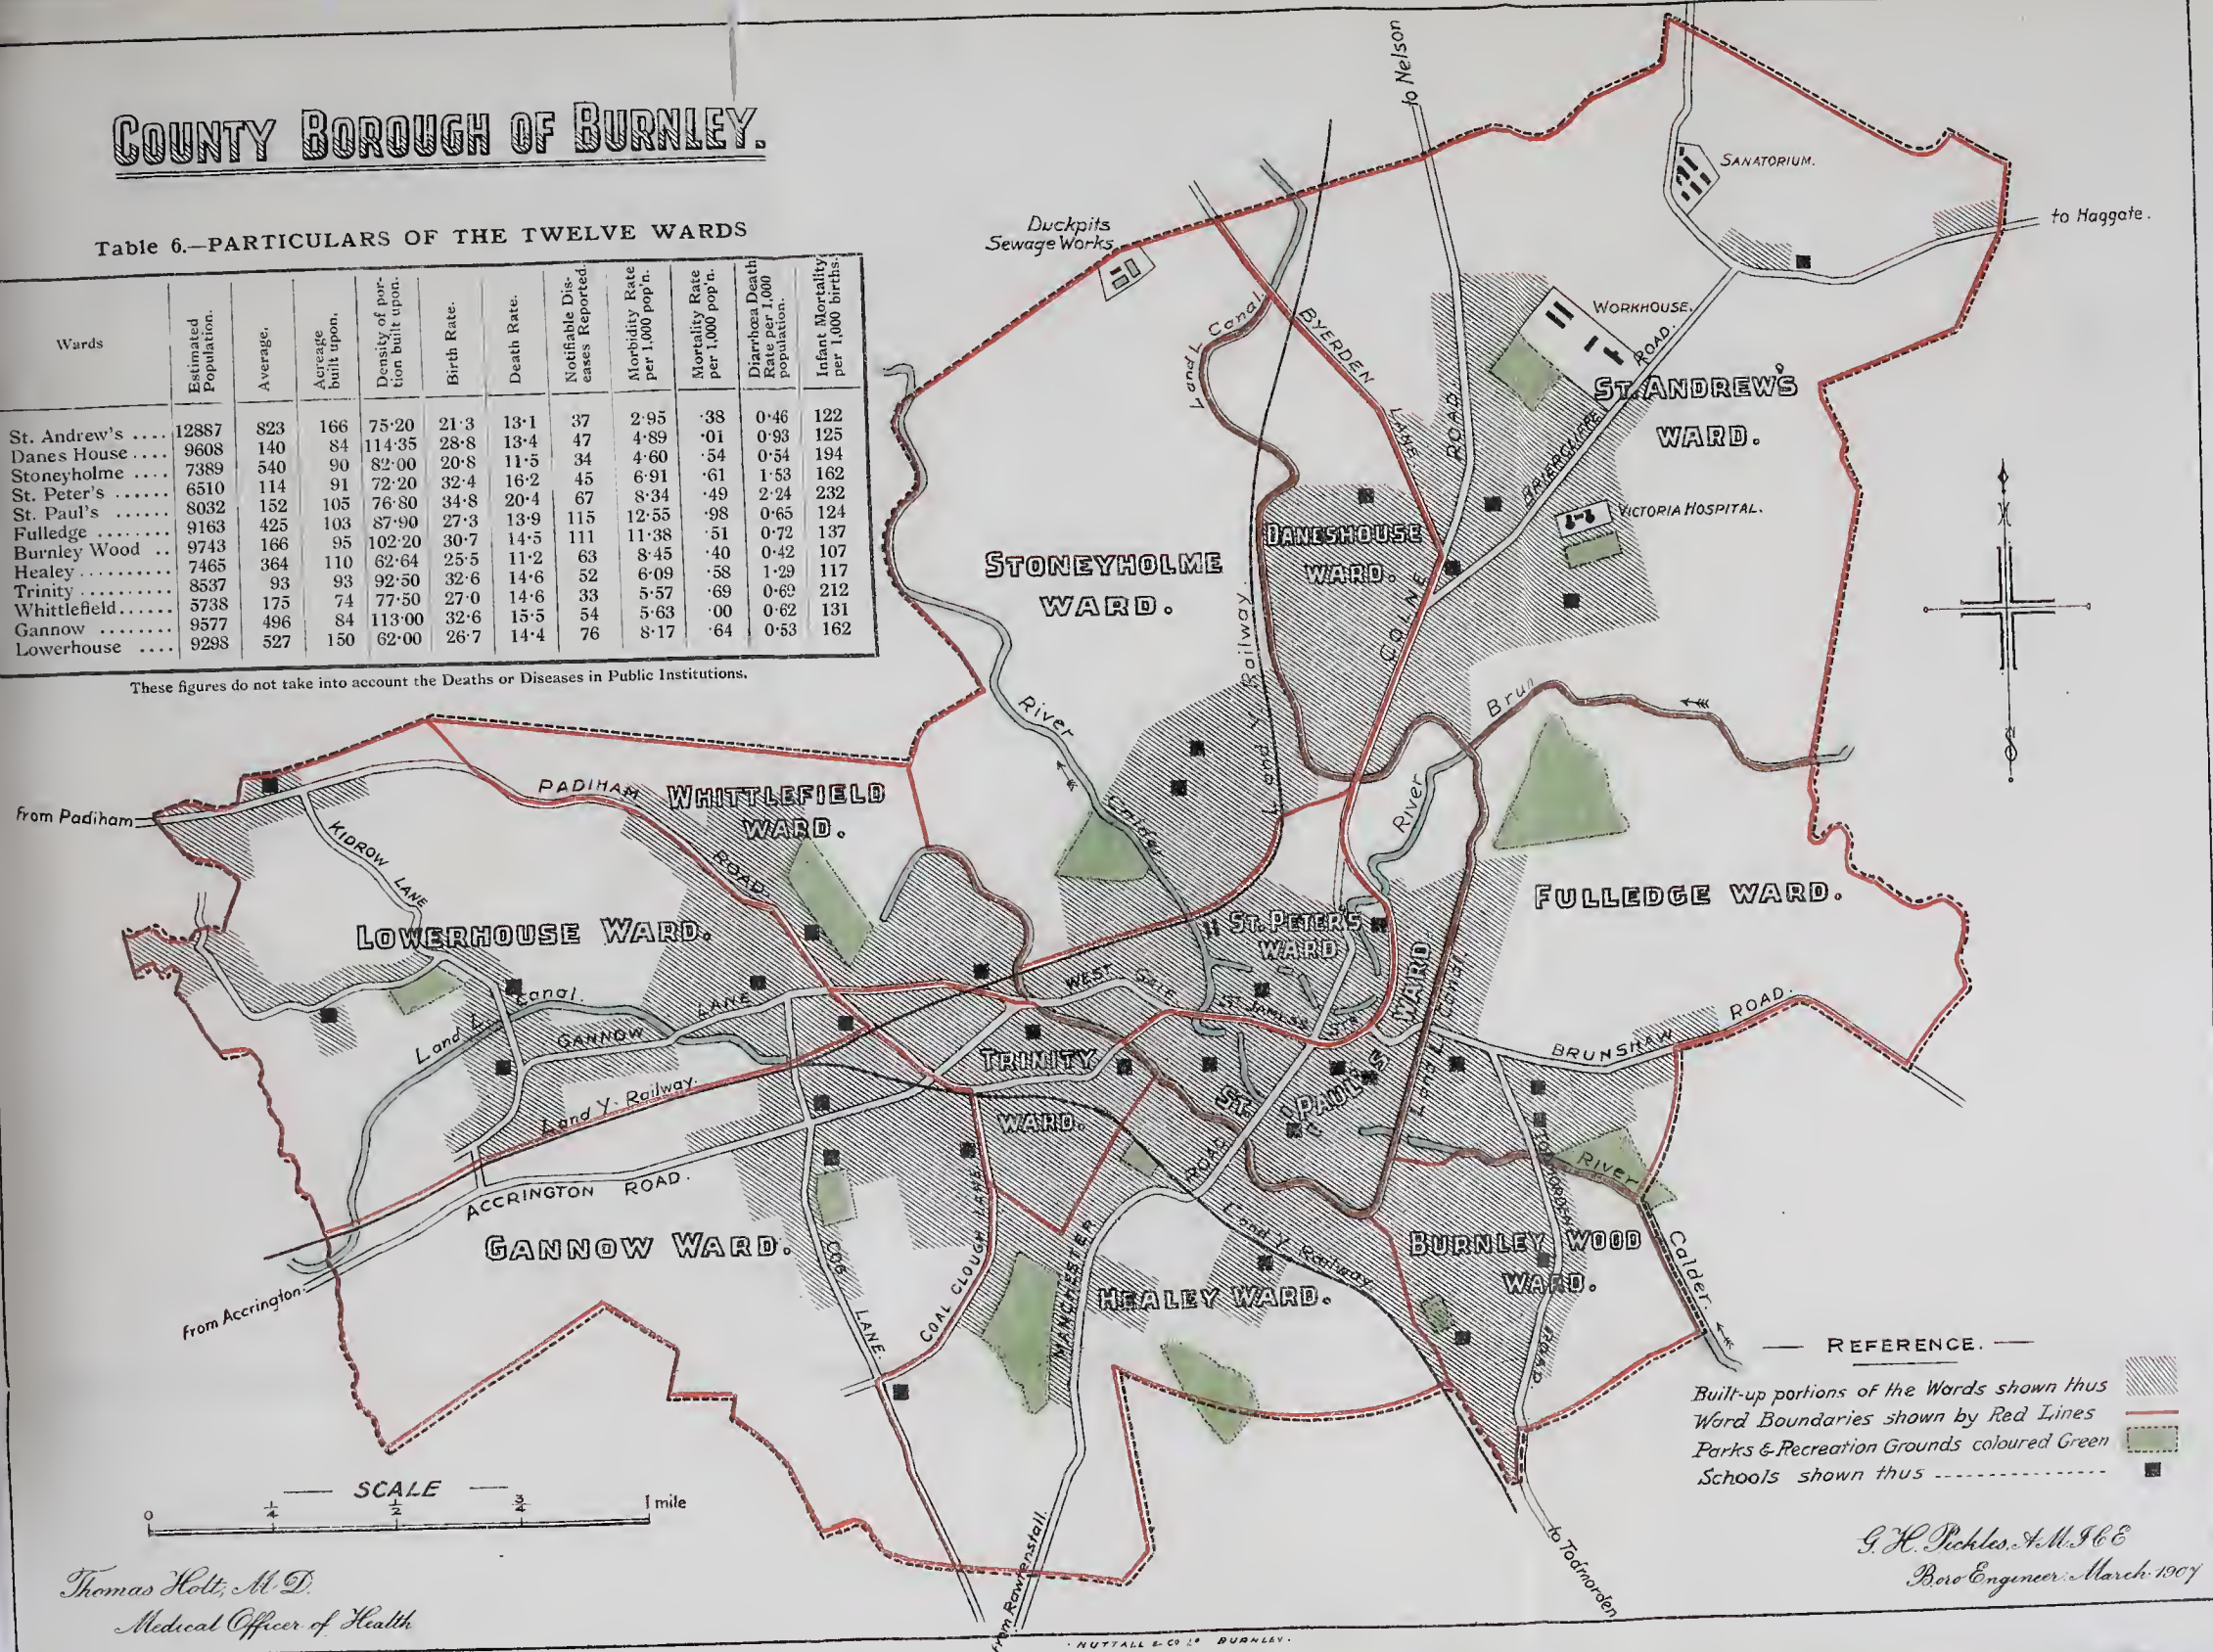 COUNTY BOROUGH OF BURNLEY.
Table 6.—PARTICULARS OF THE TWELVE WARDS
Wards
Estimated Population.
Average.
Acreage built upon.
Density of portion built upon.
Birth Rate.
Death Rate.
Notifiable Diseases Reported.
Morbidity Rate per 1,000 pop'n.
Mortality Rate per 1,000 pop'n.
Diarrhœa Death Rate per 1,000 population.
Infant Mortality per 1,000 births.
St. Andrew's .... 12887 823 166 75·20 21·3 13·1 37 2·95 ·38 0·46 122
Danes House .... 9608 140 84 114·35 28·8 13·4 47 4·89 ·01 0·93 125
Stoneyholme .... 7389 540 90 82·00 20·8 11·5 34 4·60 ·54 0·54 194
St. Peter's ...... 6510 114 91 72·20 32·4 16·2 45 6·91 ·61 1·53 162
St. Paul's ...... 8032 152 105 76·80 34·8 20·4 67 8·34 ·49 2·24 232
Fulledge ........ 9163 425 103 87·90 27·3 13·9 115 12·55 ·98 0·65 124
Burnley Wood .. 9743 166 95 102·20 30·7 14·5 111 11·38 ·51 0·72 137
Healey .......... 7465 364 110 62·64 25·5 11·2 63 8·45 ·40 0·42 107
Trinity .......... 8537 93 93 92·50 32·6 14·6 52 6·09 ·58 1·29 117
Whittlefield...... 5738 175 74 77·50 27·0 14·6 33 5·57 ·69 0·69 212
Gannow ........ 9577 496 84 113·00 32·6 15·5 54 5·63 ·00 0·62 131
Lowerhouse .... 9298 527 150 62·00 26·7 14·4 76 8·17 ·64 0·53 162
These figures do not take into account the Deaths or Diseases in Public Institutions.
to Nelson
SANATORIUM.
to Haggate.
Duckpits
Sewage Works
L and Y Canal.
BYERDEN LANE.
ROAD.
WORKHOUSE.
BRIERCLIFFE ROAD.
ST. ANDREW'S
WARD.
VICTORIA HOSPITAL.
DANESHOUSE
WARD.
STONEYHOLME
WARD.
COLNE
L and Y Railway.
River Calder
River Brun
from Padiham
KIDROW LANE
PADIHAM ROAD.
WHITTLEFIELD
WARD.
LOWERHOUSE WARD.
FULLEDGE WARD.
ST. PETER'S
WARD
WEST GATE
ST JAMES'S STR
L and L Canal.
GANNOW LANE
L and Y. Railway.
TRINITY
WARD.
ST. PAUL'S WARD
L and L Canal.
BRUNSHAW ROAD.
ACCRINGTON ROAD.
from Accrington
GANNOW WARD.
COG LANE.
COAL CLOUGH LANE
MANCHESTER ROAD
HEALEY WARD.
L and Y. Railway
BURNLEY WOOD
WARD.
TODMORDEN ROAD.
River Calder.
to Todmorden
from Rawtenstall.
REFERENCE.
Built-up portions of the Wards shown thus
Ward Boundaries shown by Red Lines
Parks & Recreation Grounds coloured Green
Schools shown thus
SCALE
0 1/4 1/2 3/4 1 mile
Thomas Holt, M.D.
Medical Officer of Health
G. H. Pickles, A.M.I.C.E
Boro Engineer. March. 1907
NUTTALL & CO LD BURNLEY.